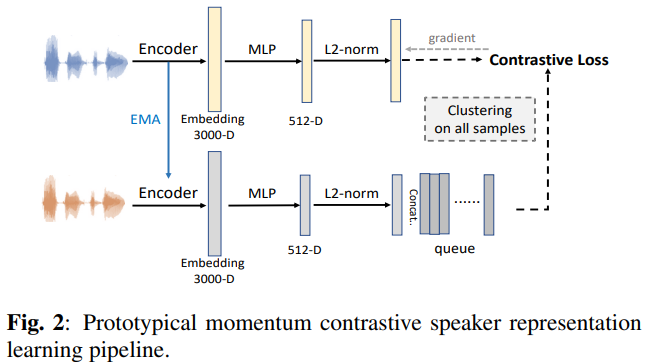 Encoder
MLP
L2-norm
gradient
Contrastive Loss
EMA
Embedding
3000-D
512-D
Clustering
on all samples
Encoder
MLP
L2-norm
Concat.
......
Embedding
3000-D
512-D
queue
Fig. 2: Prototypical momentum contrastive speaker representation
learning pipeline.